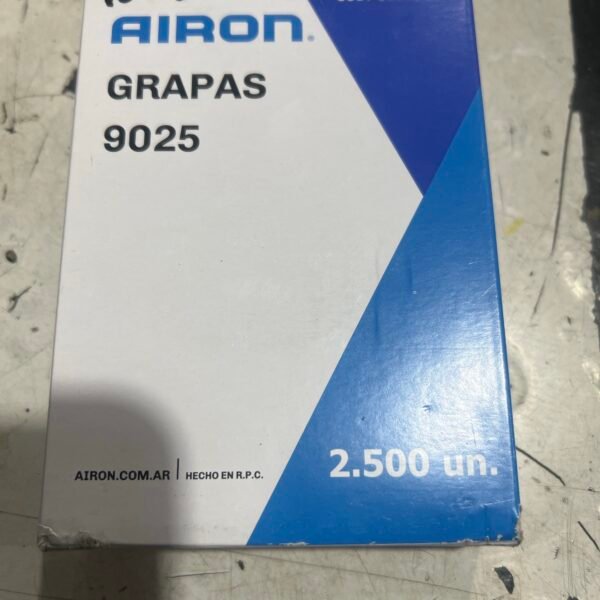 AIRON.
GRAPAS
9025
2.500 un.
AIRON.COM.AR | HECHO EN R.P.C.